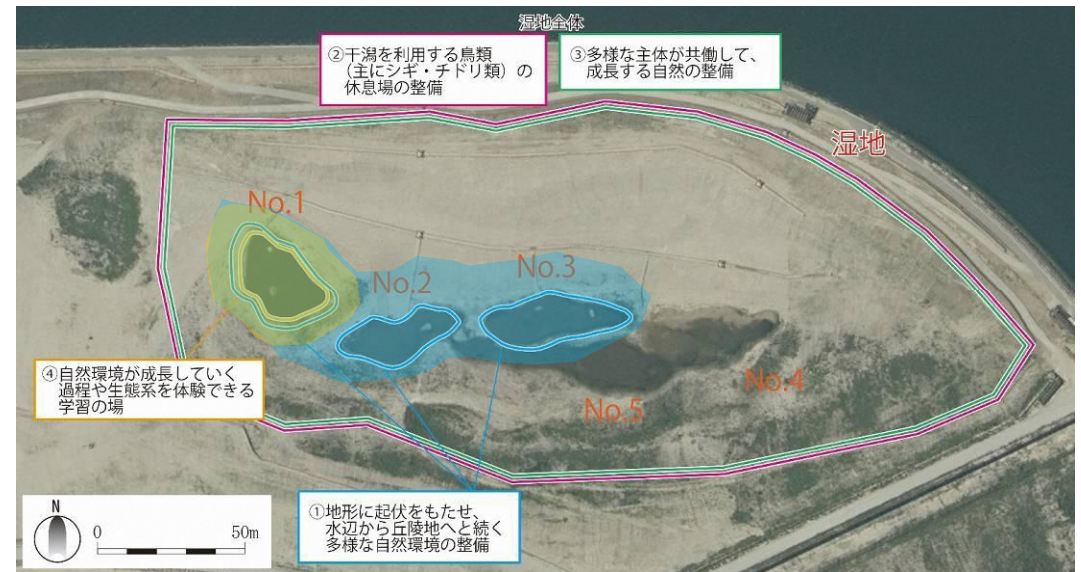 湿地全体
②干潟を利用する鳥類
（主にシギ・チドリ類）の
休息場の整備
③多様な主体が共働して、
成長する自然の整備
湿地
No.1
No.2
No.3
No.4
No.5
④自然環境が成長していく
過程や生態系を体験できる
学習の場
①地形に起伏をもたせ、
水辺から丘陵地へと続く
多様な自然環境の整備
N
0 50m